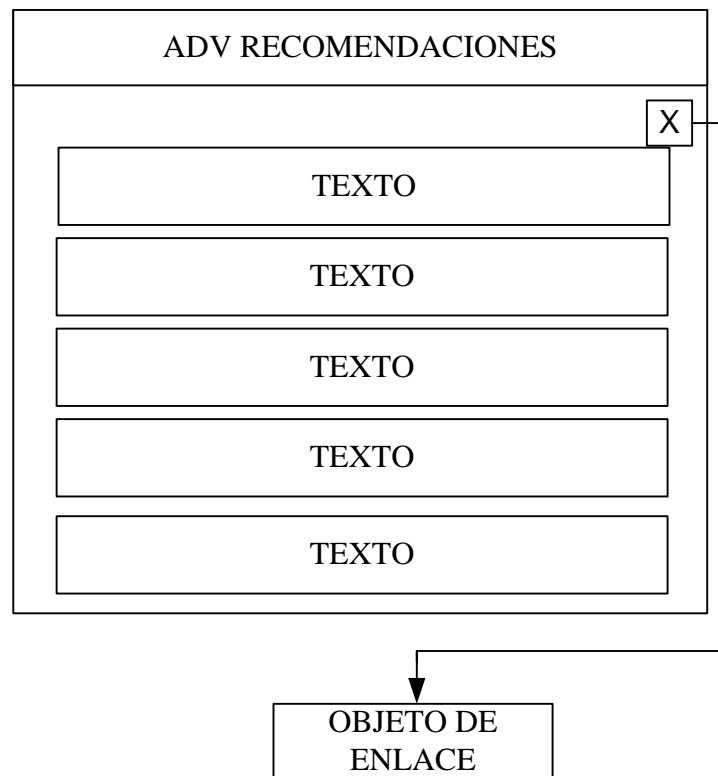 ADV RECOMENDACIONES
X
TEXTO
TEXTO
TEXTO
TEXTO
TEXTO
OBJETO DE
ENLACE